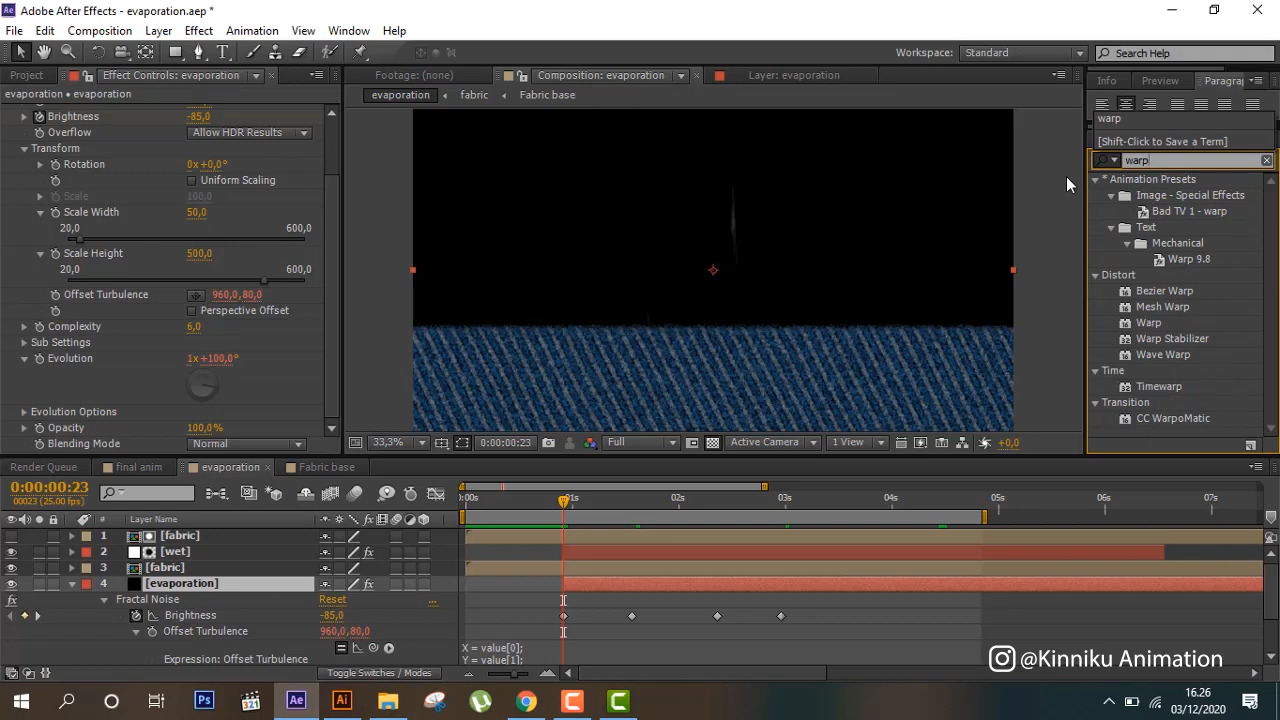 Adobe After Effects - evaporation.aep *
File Edit Composition Layer Effect Animation View Window Help
Workspace: Standard Search Help
Project Effect Controls: evaporation Footage: (none) Composition: evaporation Layer: evaporation Info Preview Paragra
evaporation • evaporation evaporation fabric Fabric base
Brightness -85,0
Overflow Allow HDR Results
Transform
Rotation 0x +0,0°
Uniform Scaling
Scale 100,0
Scale Width 50,0
20,0 600,0
Scale Height 500,0
20,0 600,0
Offset Turbulence 960,0, 80,0
Perspective Offset
Complexity 6,0
Sub Settings
Evolution 1x +100,0°
Evolution Options
Opacity 100,0%
Blending Mode Normal
warp
[Shift-Click to Save a Term]
warp
* Animation Presets
Image - Special Effects
Bad TV 1 - warp
Text
Mechanical
Warp 9.8
Distort
Bezier Warp
Mesh Warp
Warp
Warp Stabilizer
Wave Warp
Time
Timewarp
Transition
CC WarpoMatic
33,3% 0:00:00:23 Full Active Camera 1 View +0,0
Render Queue final anim evaporation Fabric base
0:00:00:23
00023 (25.00 fps)
:00s 01s 02s 03s 04s 05s 06s 07s
# Layer Name
1 [fabric]
2 [wet]
3 [fabric]
4 [evaporation]
Fractal Noise Reset ...
Brightness -85,0
Offset Turbulence 960,0, 80,0
Expression: Offset Turbulence
X = value[0];
Y = value[1];
Toggle Switches / Modes
@Kinniku Animation
16.26
03/12/2020